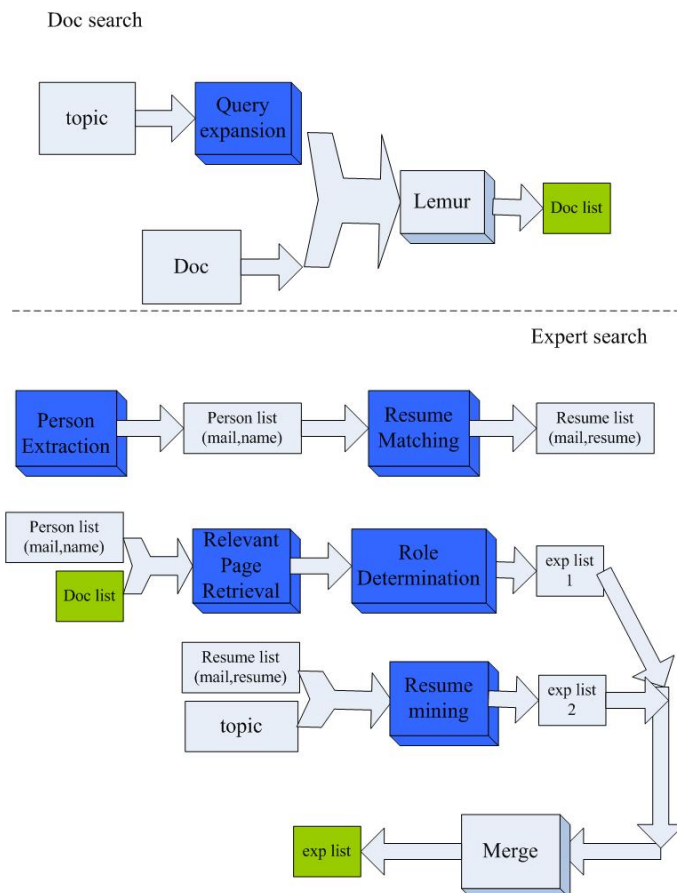 Doc search
topic
Query
expansion
Lemur
Doc list
Doc
Expert search
Person
Extraction
Person list
(mail,name)
Resume
Matching
Resume list
(mail,resume)
Person list
(mail,name)
Doc list
Relevant
Page
Retrieval
Role
Determination
exp list
1
Resume list
(mail,resume)
topic
Resume
mining
exp list
2
exp list
Merge